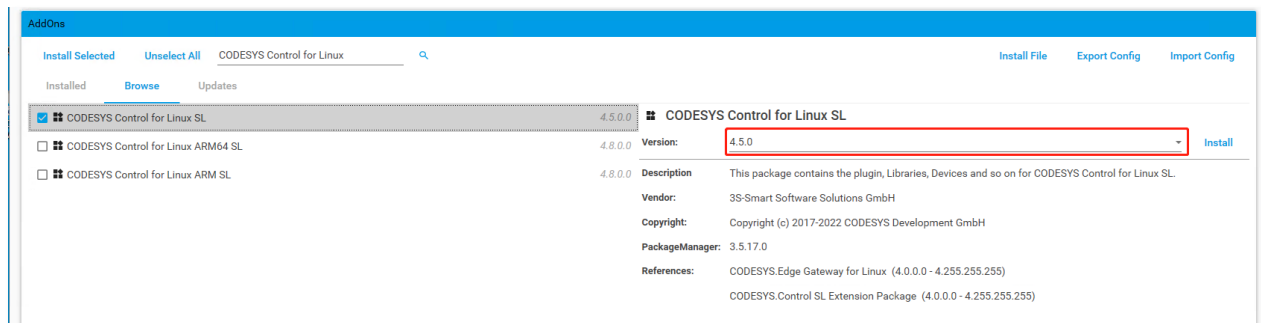 AddOns
Install Selected Unselect All CODESYS Control for Linux Install File Export Config Import Config
Installed Browse Updates
CODESYS Control for Linux SL 4.5.0.0
CODESYS Control for Linux ARM64 SL 4.8.0.0
CODESYS Control for Linux ARM SL 4.8.0.0
CODESYS Control for Linux SL
Version: 4.5.0 Install
Description This package contains the plugin, Libraries, Devices and so on for CODESYS Control for Linux SL.
Vendor: 3S-Smart Software Solutions GmbH
Copyright: Copyright (c) 2017-2022 CODESYS Development GmbH
PackageManager: 3.5.17.0
References: CODESYS.Edge Gateway for Linux (4.0.0.0 - 4.255.255.255)
CODESYS.Control SL Extension Package (4.0.0.0 - 4.255.255.255)